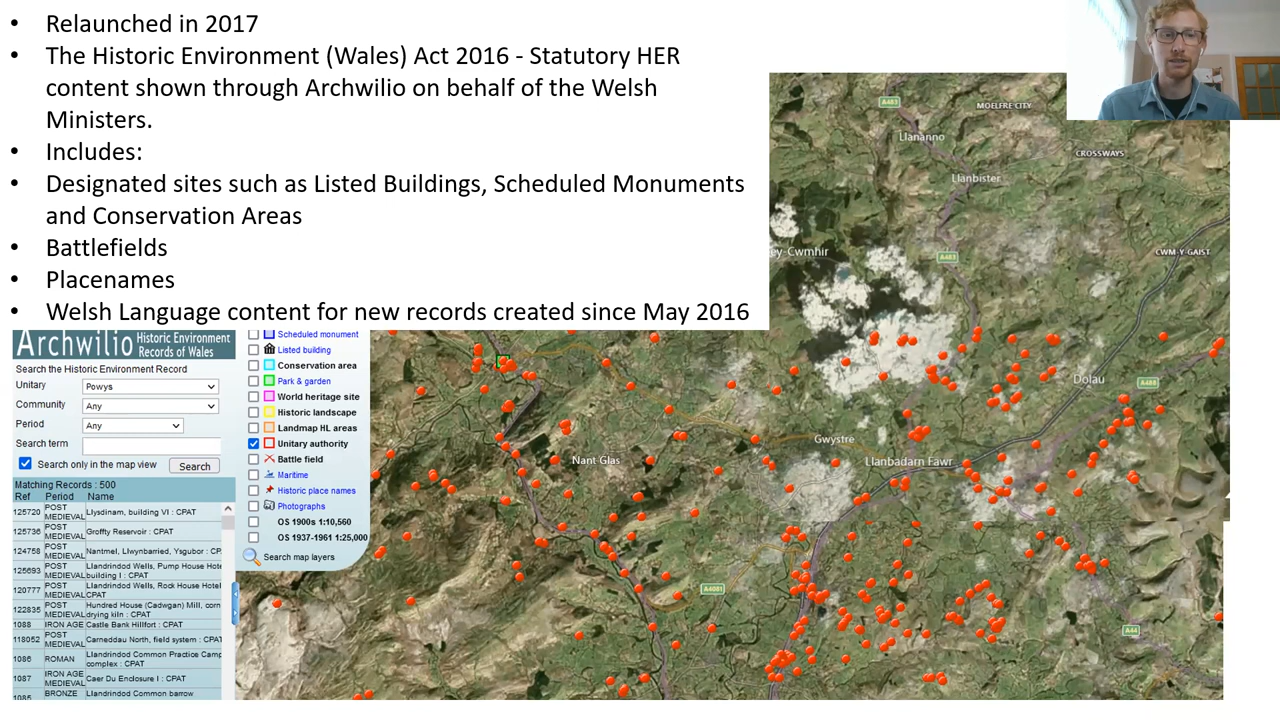 • Relaunched in 2017
• The Historic Environment (Wales) Act 2016 - Statutory HER
content shown through Archwilio on behalf of the Welsh
Ministers.
• Includes:
• Designated sites such as Listed Buildings, Scheduled Monuments
and Conservation Areas
• Battlefields
• Placenames
• Welsh Language content for new records created since May 2016
Archwilio Historic Environment
Records of Wales
Search the Historic Environment Record
Unitary Powys
Community Any
Period Any
Search term
Search only in the map view Search
Matching Records : 500
Ref Period Name
125720 POST MEDIEVAL Llysdinam, building VI : CPAT
125736 POST MEDIEVAL Groffty Reservoir : CPAT
124758 POST MEDIEVAL Nantmel, Llwynbarried, Ysgubor : CP
POST MEDIEVAL Llandrindod Wells, Pump House Hote
building I : CPAT
120777 POST MEDIEVAL Llandrindod Wells, Rock House Hotel
CPAT
122835 POST MEDIEVAL Hundred House (Cadwgan) Mill, corn
drying kiln : CPAT
1088 IRON AGE Castle Bank Hillfort : CPAT
118052 POST MEDIEVAL Carneddau North, field system : CPAT
1086 ROMAN Llandrindod Common Practice Camp
complex : CPAT
1087 IRON AGE MEDIEVAL Caer Du Enclosure I : CPAT
1085 BRONZE Llandrindod Common barrow
Scheduled monument
Listed building
Conservation area
Park & garden
World heritage site
Historic landscape
Landmap HL areas
Unitary authority
Battle field
Maritime
Historic place names
Photographs
OS 1900s 1:10,560
OS 1937-1961 1:25,000
Search map layers
A483
MOELFRE CITY
Llananno
CROSSWAYS
Llanbister
ey-Cwmhir
A483
CWM-Y-GAIST
Dolau
A488
Gwystre
Nant-Glas
Llanbadarn Fawr
A4081
A44